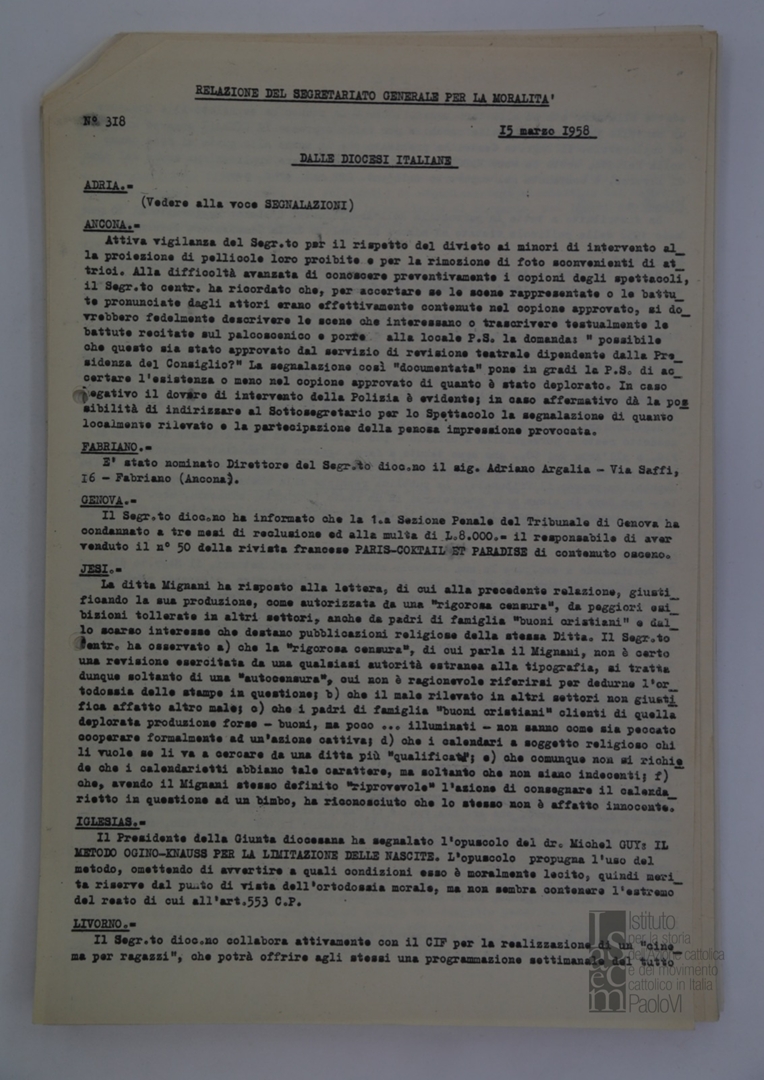 RELAZIONE DEL SEGRETARIATO GENERALE PER LA MORALITA'
Nº 3I8
I5 marzo I958
DALLE DIOCESI ITALIANE
ADRIA.=
(Vedere alla voce SEGNALAZIONI)
ANCONA.=
Attiva vigilanza del Segr.to per il rispetto del divieto ai minori di intervento al_
la proiezione di pellicole loro proibite e per la rimozione di foto sconvenienti di at_
trici. Alla difficoltà avanzata di conoscere preventivamente i copioni degli spettacoli,
il Segr.to centr. ha ricordato che, per accertare se le scene rappresentate o le battu_
te pronunciate dagli attori erano effettivamente contenute nel copione approvato, si do_
vrebbero fedelmente descrivere le scene che interessano o trascrivere testualmente le
battute recitate sul palcoscenico e porre alla locale P.S. la domanda: " possibile
che questo sia stato approvato dal servizio di revisione teatrale dipendente dalla Pre_
sidenza del Consiglio?" La segnalazione così "documentata" pone in gradi la P.S. di ac_
certare l'esistenza o meno nel copione approvato di quanto è stato deplorato. In caso
negativo il dovere di intervento della Polizia è evidente; in caso affermativo dà la pos_
sibilità di indirizzare al Sottosegretario per lo Spettacolo la segnalazione di quanto
localmente rilevato e la partecipazione della penosa impressione provocata.
FABRIANO.=
E' stato nominato Direttore del Segr.to dioc.no il sig. Adriano Argalia - Via Saffi,
I6 - Fabriano (Ancona).
GENOVA.=
Il Segr.to dioc.no ha informato che la 1.a Sezione Penale del Tribunale di Genova ha
condannato a tre mesi di reclusione ed alla multa di L.8.000.= il responsabile di aver
venduto il nº 50 della rivista francese PARIS-COKTAIL ET PARADISE di contenuto osceno.
JESI.=
La ditta Mignani ha risposto alla lettera, di cui alla precedente relazione, giusti_
ficando la sua produzione, come autorizzata da una "rigorosa censura", da peggiori esi_
bizioni tollerate in altri settori, anche da padri di famiglia "buoni cristiani" e dal_
lo scarso interesse che destano pubblicazioni religiose della stessa Ditta. Il Segr.to
centr. ha osservato a) che la "rigorosa censura", di cui parla il Mignani, non è certo
una revisione esercitata da una qualsiasi autorità estranea alla tipografia, si tratta
dunque soltanto di una "autocensura", cui non è ragionevole riferirsi per dedurne l'or_
todossia delle stampe in questione; b) che il male rilevato in altri settori non giusti_
fica affatto altro male; c) che i padri di famiglia "buoni cristiani" clienti di quella
deplorata produzione forse - buoni, ma poco ... illuminati - non sanno come sia peccato
cooperare formalmente ad un'azione cattiva; d) che i calendari a soggetto religioso chi
li vuole se li va a cercare da una ditta più "qualificata"; e) che comunque non si richie_
de che i calendarietti abbiano tale carattere, ma soltanto che non siano indecenti; f)
che, avendo il Mignani stesso definito "riprovevole" l'azione di consegnare il calenda_
rietto in questione ad un bimbo, ha riconosciuto che lo stesso non è affatto innocente.
IGLESIAS.=
Il Presidente della Giunta diocesana ha segnalato l'opuscolo del dr. Michel GUY: IL
METODO OGINO-KNAUSS PER LA LIMITAZIONE DELLE NASCITE. L'opuscolo propugna l'uso del
metodo, omettendo di avvertire a quali condizioni esso è moralmente lecito, quindi meri_
ta riserve dal punto di vista dell'ortodossia morale, ma non sembra contenere l'estremo
del reato di cui all'art.553 C.P.
LIVORNO.=
Il Segr.to dioc.no collabora attivamente con il CIF per la realizzazione di un "cine_
ma per ragazzi", che potrà offrire agli stessi una programmazione settimanale del tutto
Isacem
Istituto
per la storia
dell'Azione cattolica
e del movimento
cattolico in Italia
PaoloVI